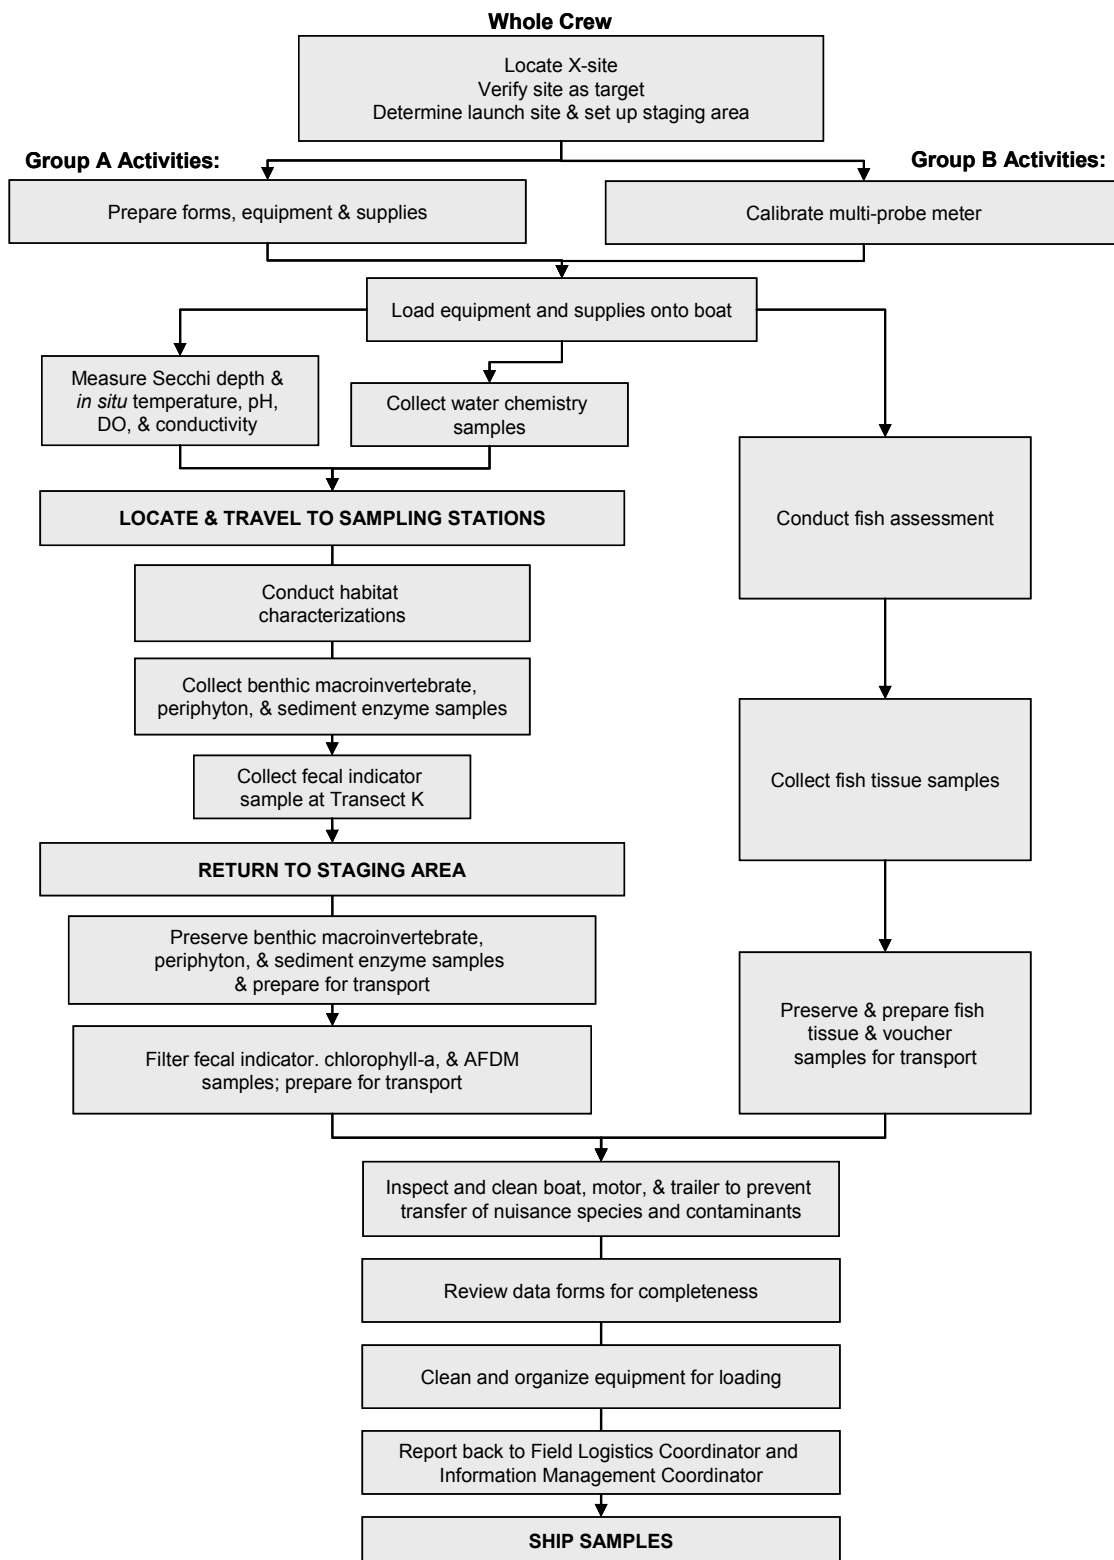 Whole Crew
Locate X-site
Verify site as target
Determine launch site & set up staging area
Group A Activities:
Group B Activities:
Prepare forms, equipment & supplies
Calibrate multi-probe meter
Load equipment and supplies onto boat
Measure Secchi depth &
in situ temperature, pH,
DO, & conductivity
Collect water chemistry
samples
Conduct fish assessment
LOCATE & TRAVEL TO SAMPLING STATIONS
Conduct habitat
characterizations
Collect benthic macroinvertebrate,
periphyton, & sediment enzyme samples
Collect fish tissue samples
Collect fecal indicator
sample at Transect K
RETURN TO STAGING AREA
Preserve benthic macroinvertebrate,
periphyton, & sediment enzyme samples
& prepare for transport
Preserve & prepare fish
tissue & voucher
samples for transport
Filter fecal indicator. chlorophyll-a, & AFDM
samples; prepare for transport
Inspect and clean boat, motor, & trailer to prevent
transfer of nuisance species and contaminants
Review data forms for completeness
Clean and organize equipment for loading
Report back to Field Logistics Coordinator and
Information Management Coordinator
SHIP SAMPLES